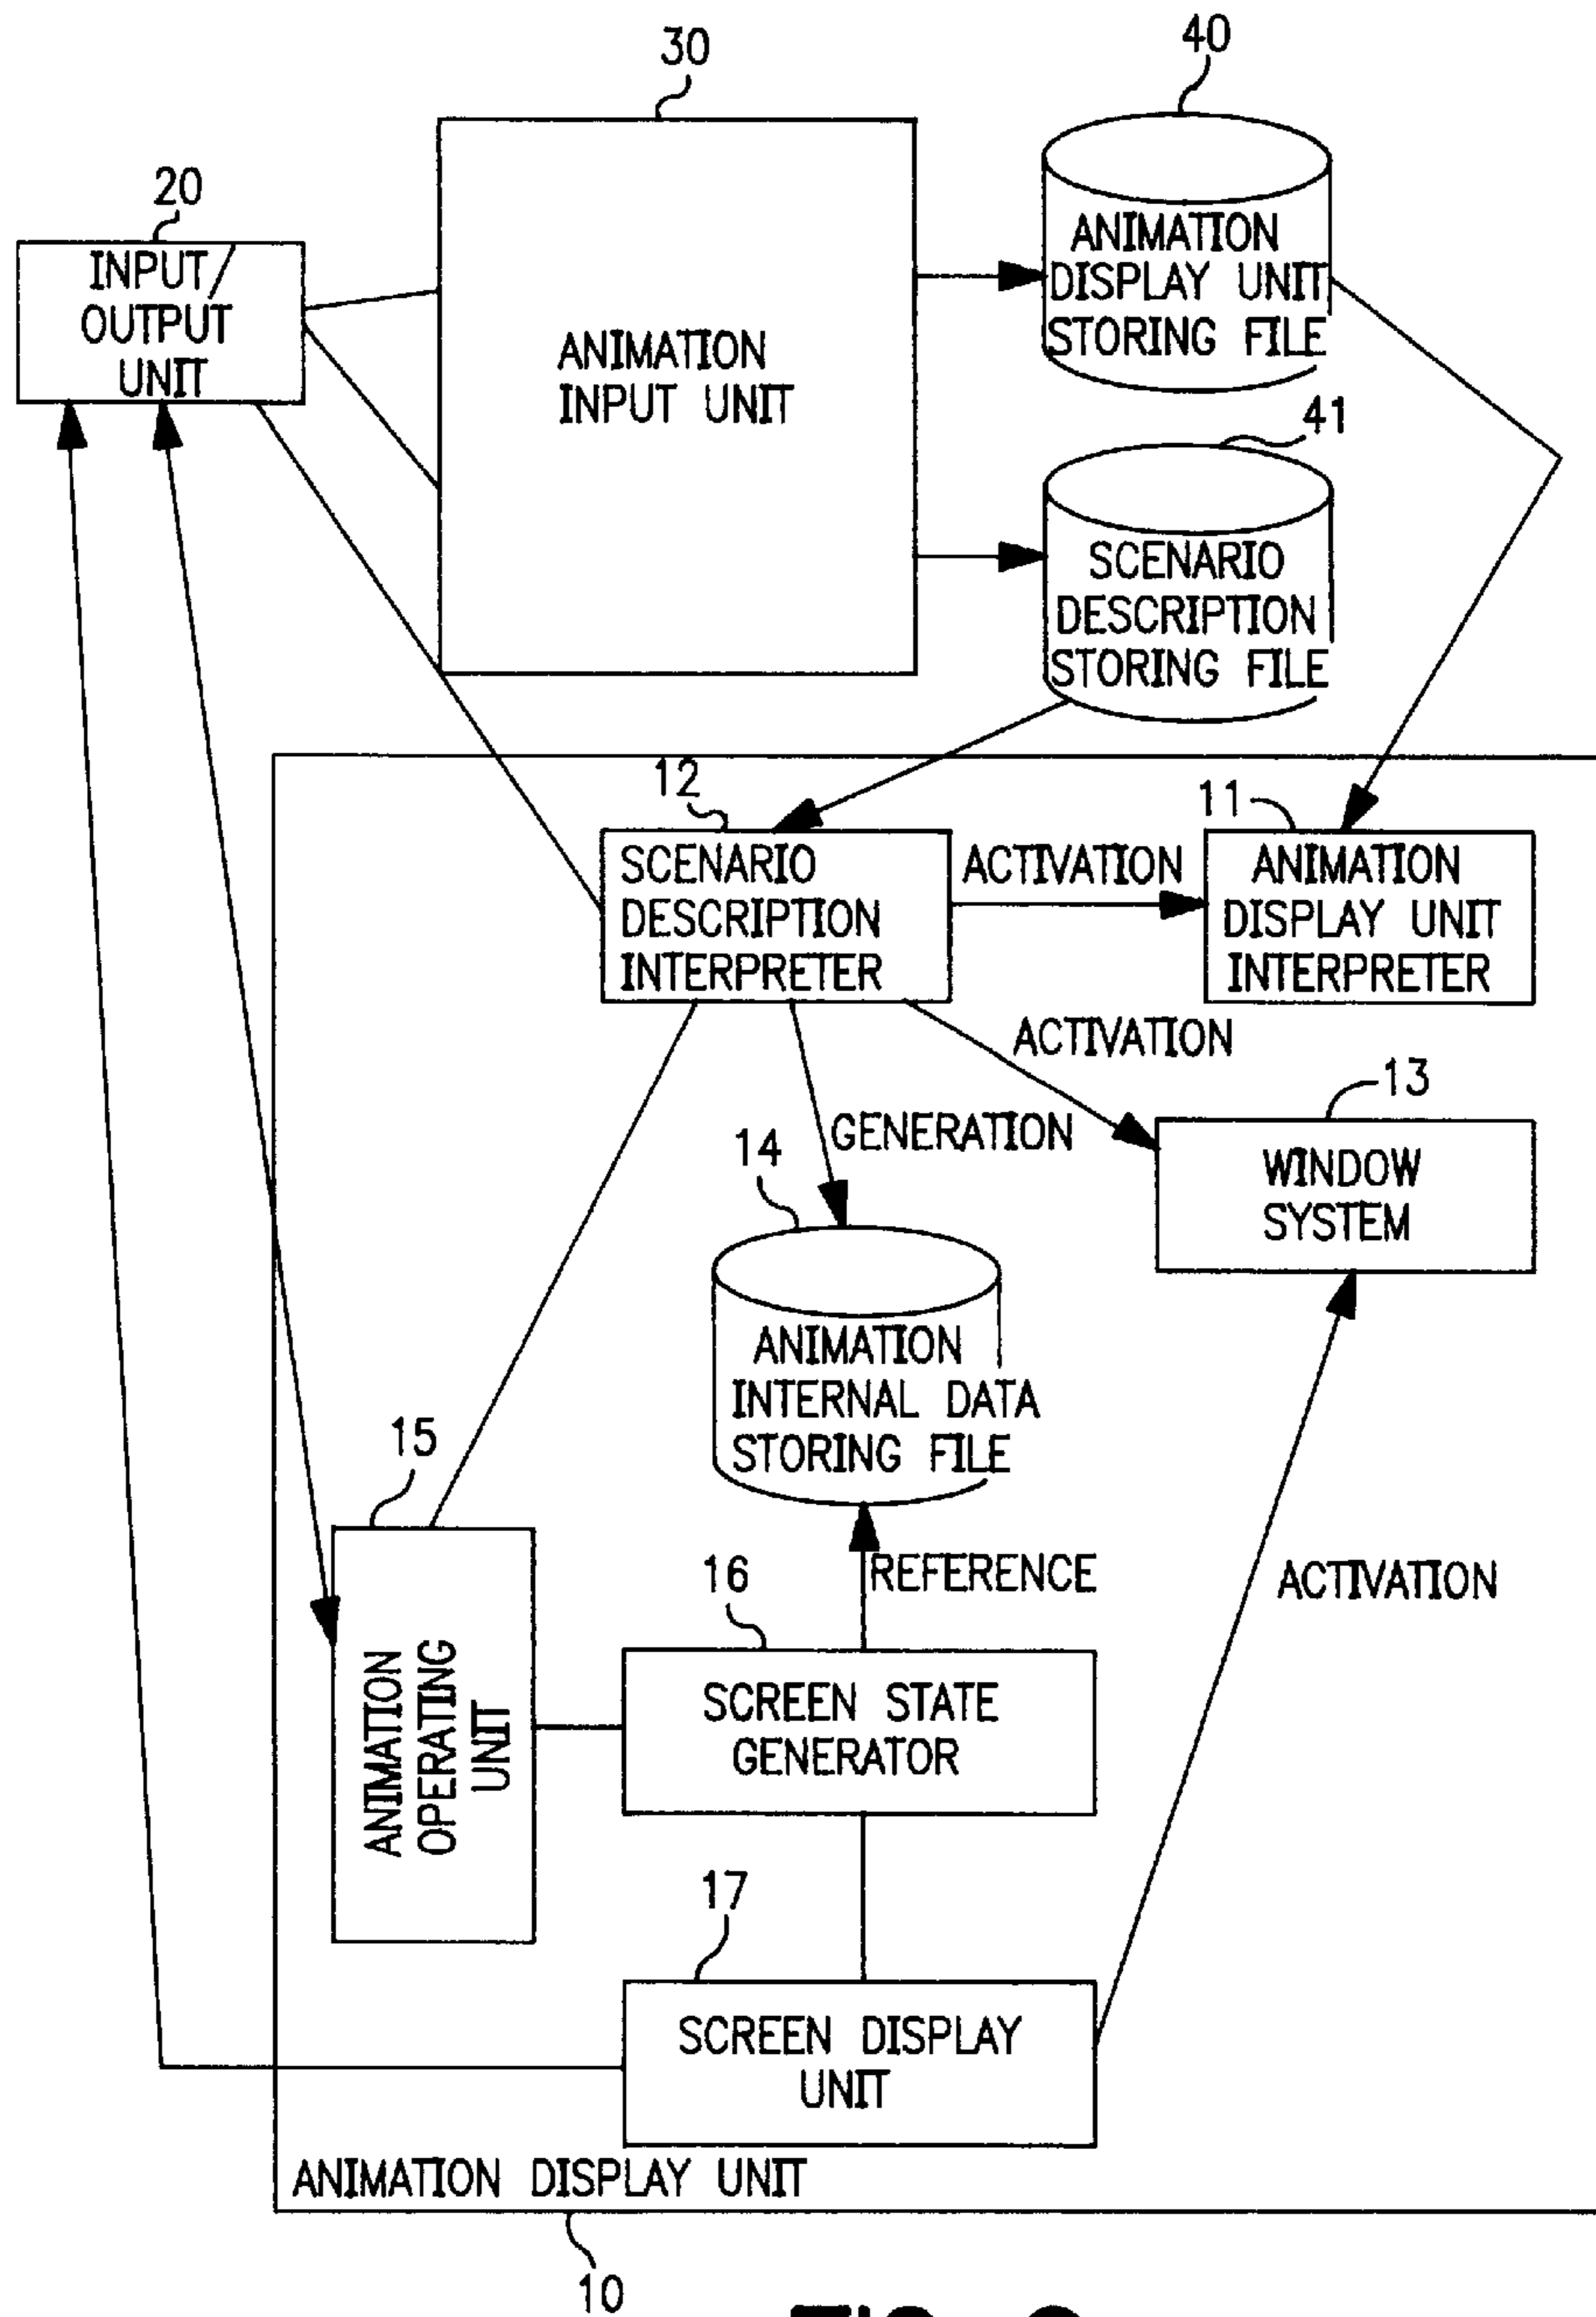 30
40
20
INPUT/
OUTPUT
UNIT
ANIMATION
INPUT UNIT
ANIMATION
DISPLAY UNIT
STORING FILE
41
SCENARIO
DESCRIPTION
STORING FILE
12
11
SCENARIO
DESCRIPTION
INTERPRETER
ACTIVATION
ANIMATION
DISPLAY UNIT
INTERPRETER
ACTIVATION
13
GENERATION
14
WINDOW
SYSTEM
ANIMATION
INTERNAL DATA
STORING FILE
15
16
REFERENCE
ACTIVATION
ANIMATION
OPERATING
UNIT
SCREEN STATE
GENERATOR
17
SCREEN DISPLAY
UNIT
ANIMATION DISPLAY UNIT
10